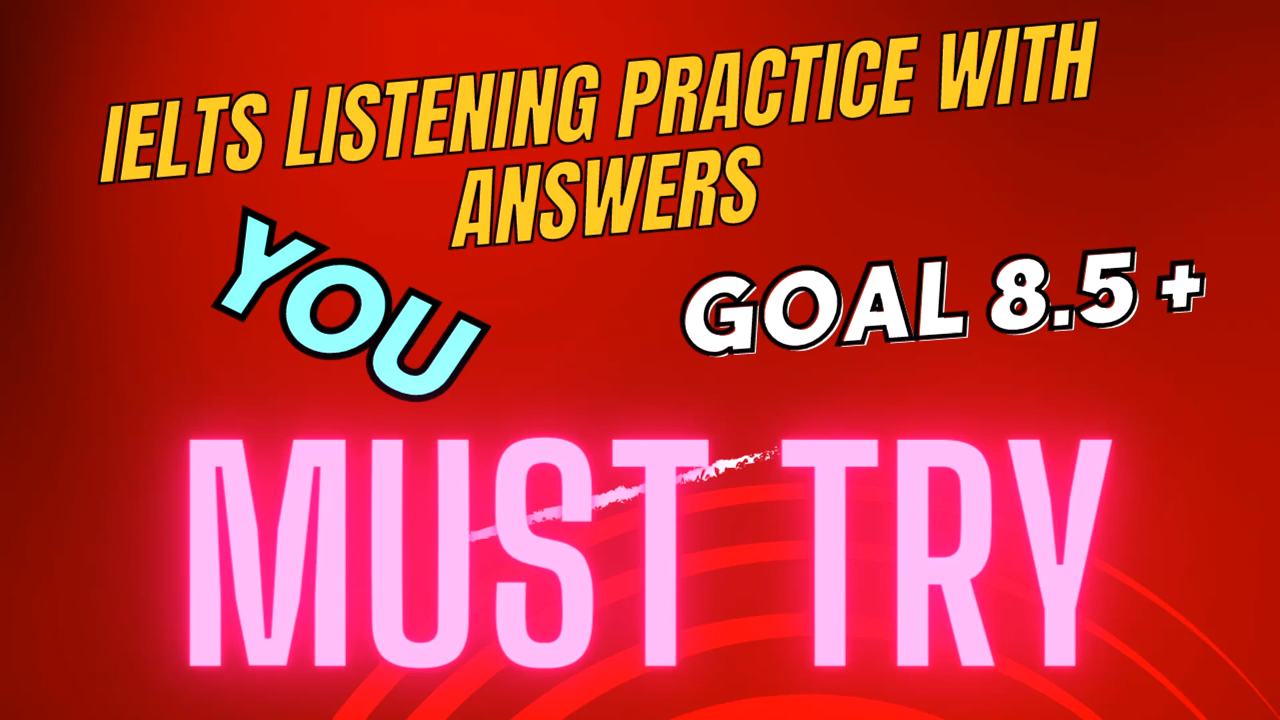 IELTS LISTENING PRACTICE WITH
ANSWERS
YOU
GOAL 8.5 +
MUST TRY